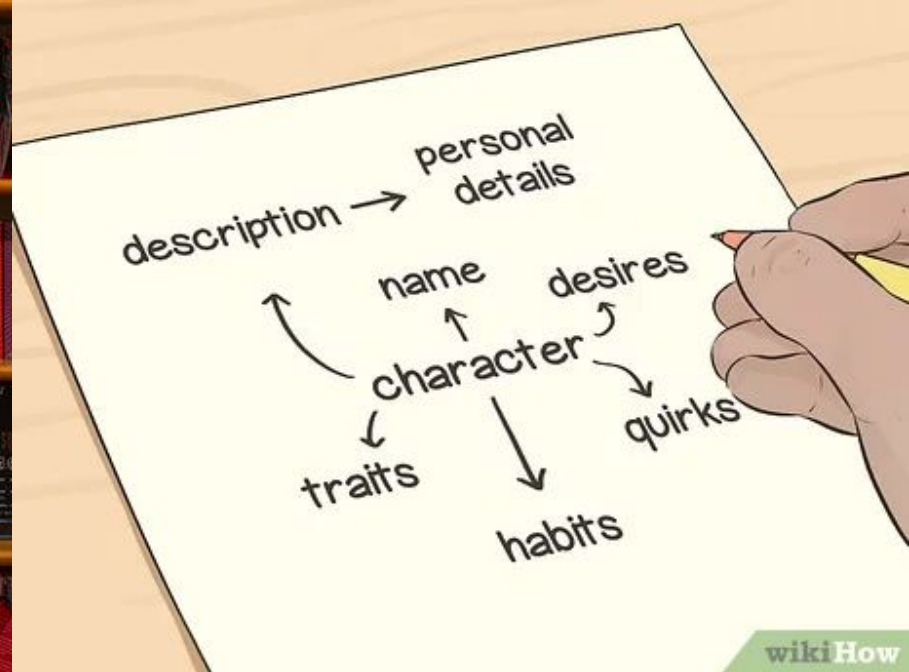 personal
details
description
name
desires
character
quirks
traits
habits
wikiHow